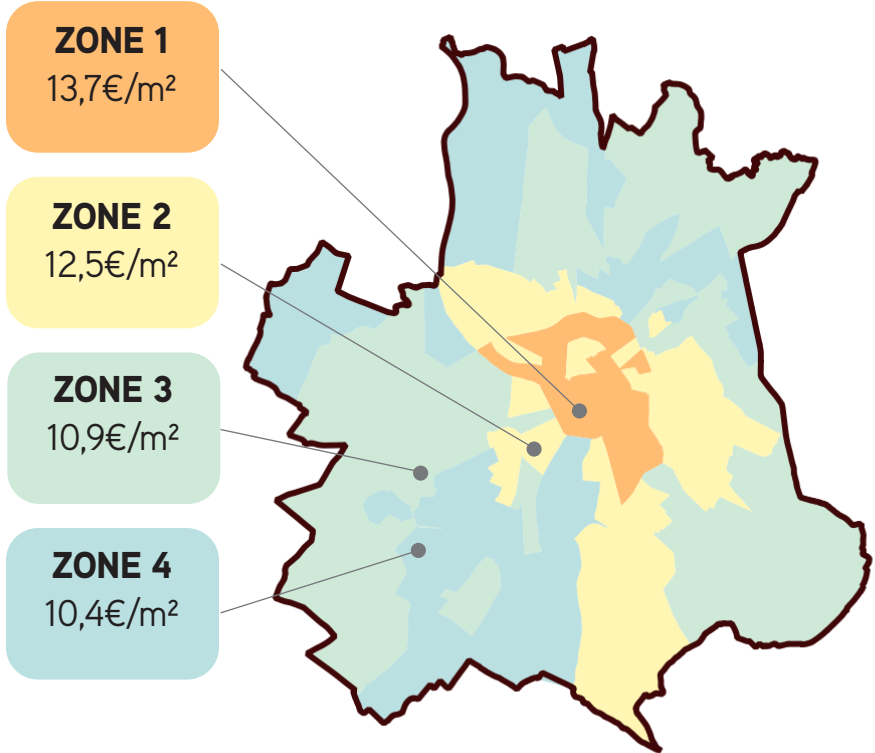 ZONE 1
13,7€/m²
ZONE 2
12,5€/m²
ZONE 3
10,9€/m²
ZONE 4
10,4€/m²